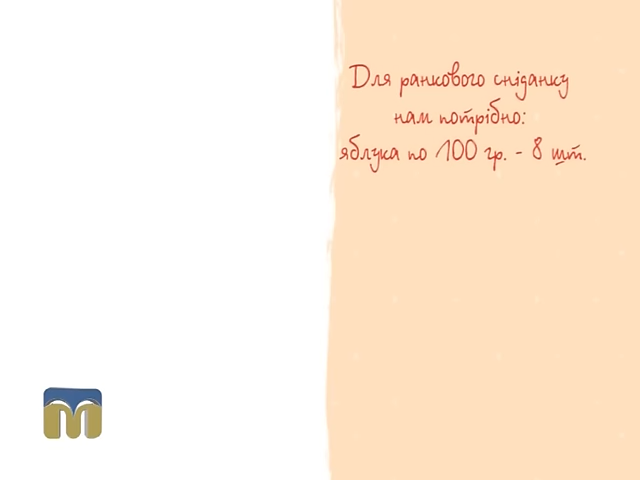 Для ранкового сніданку
нам потрібно:
яблука по 100 гр. - 8 шт.